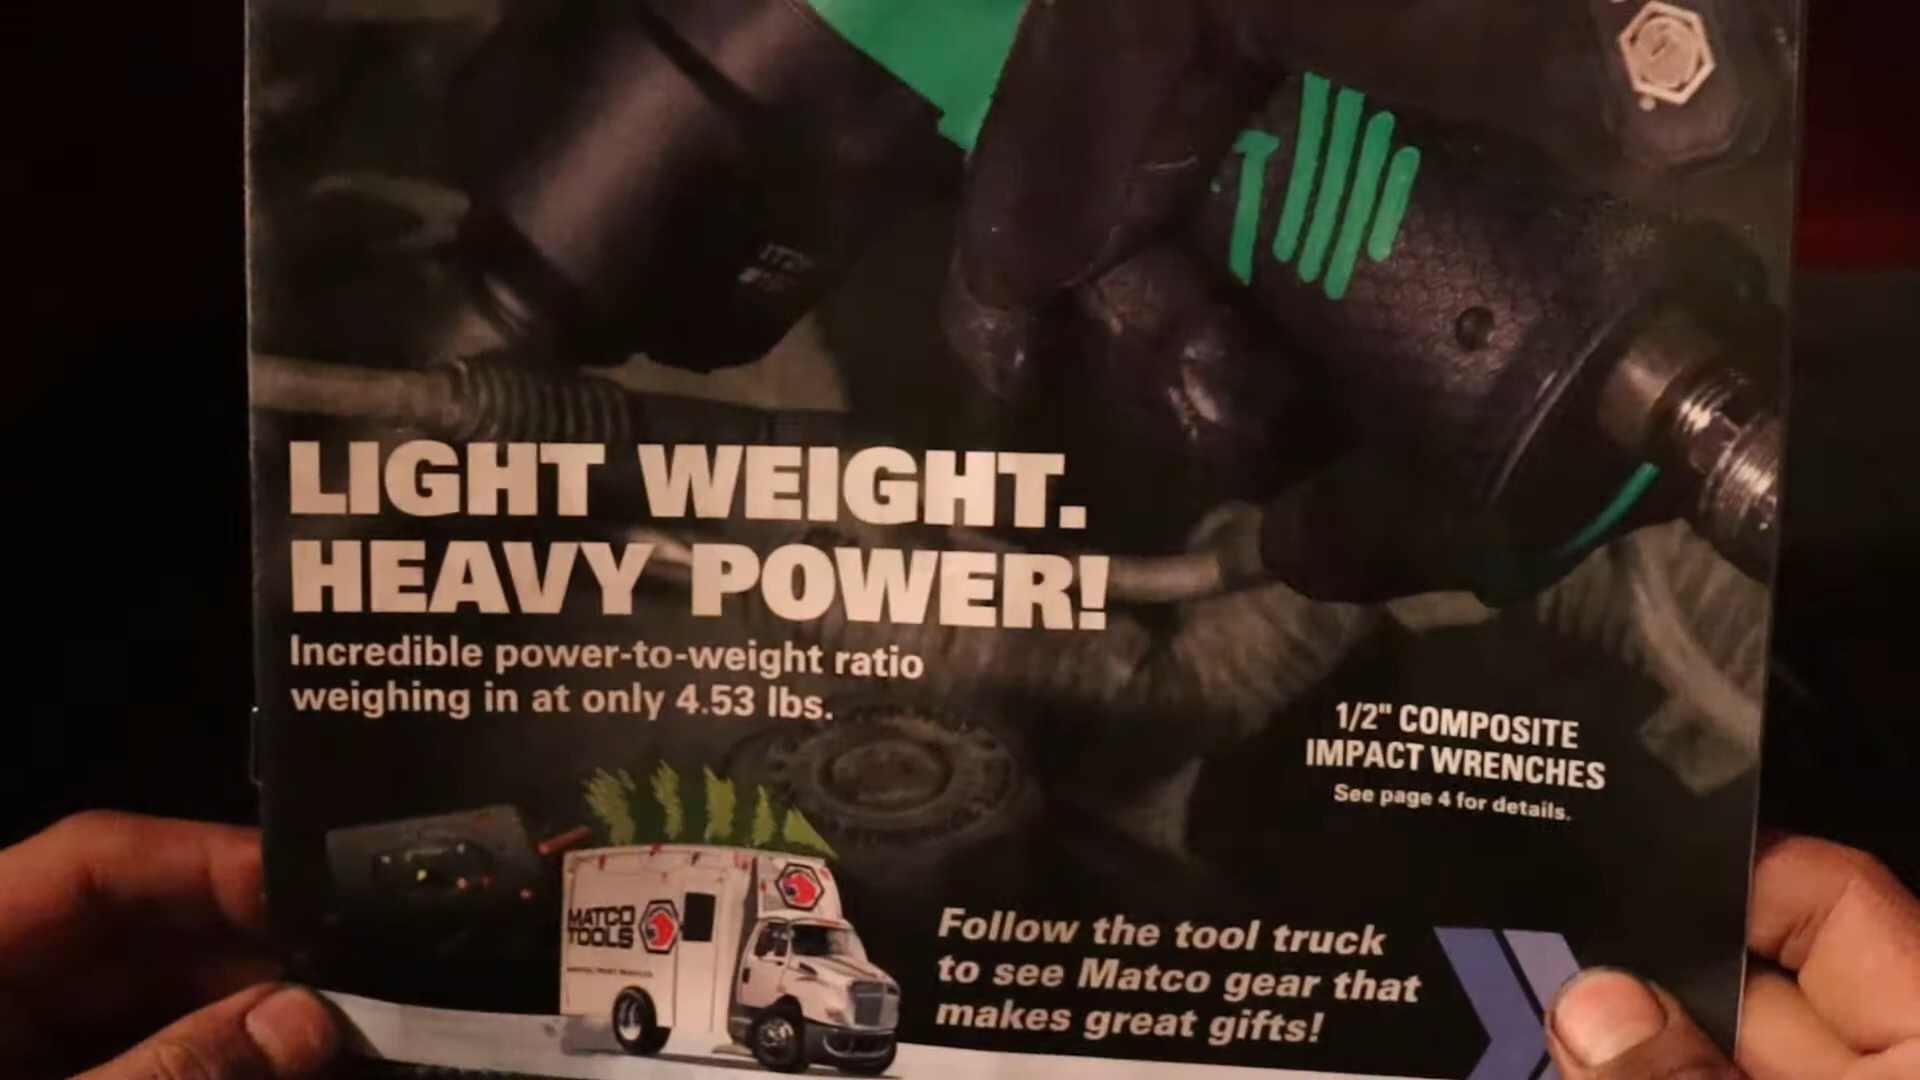 LIGHT WEIGHT.
HEAVY POWER!
Incredible power-to-weight ratio
weighing in at only 4.53 lbs.
1/2" COMPOSITE
IMPACT WRENCHES
See page 4 for details.
MATCO
TOOLS
Follow the tool truck
to see Matco gear that
makes great gifts!